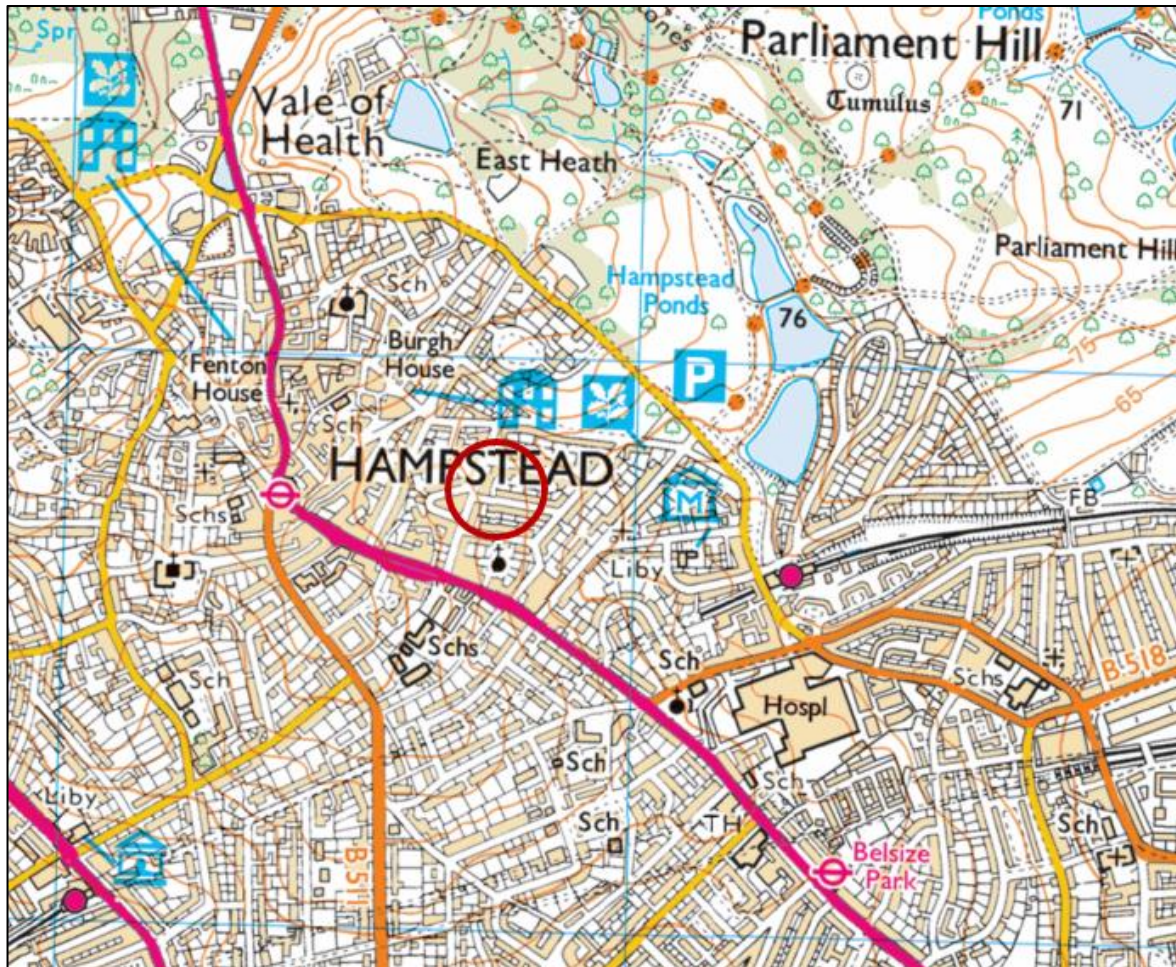 Spr
Ponds
Parliament Hill
Tumulus
71
Vale of
Health
East Heath
Parliament Hill
Sch
Hampstead
Ponds
76
Burgh
House
P
Fenton
House
75
65
Sch
HAMPSTEAD
M
FB
Schs
Liby
Schs
Sch
B 518
Sch
Schs
Hospl
Sch
Sch
Liby
Sch
TH
Sch
B 511
Belsize
Park